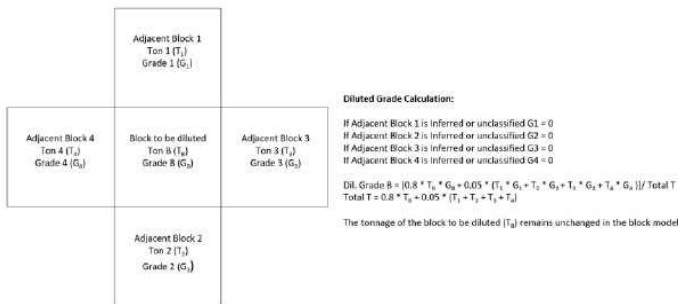 Adjacent Block 1
Ton 1 (T₁)
Grade 1 (G₁)
Adjacent Block 4
Ton 4 (T₄)
Grade 4 (G₄)
Block to be diluted
Ton B (T_B)
Grade B (G_B)
Adjacent Block 3
Ton 3 (T₃)
Grade 3 (G₃)
Adjacent Block 2
Ton 2 (T₂)
Grade 2 (G₂)
Diluted Grade Calculation:
If Adjacent Block 1 is Inferred or unclassified G1 = 0
If Adjacent Block 2 is Inferred or unclassified G2 = 0
If Adjacent Block 3 is Inferred or unclassified G3 = 0
If Adjacent Block 4 is Inferred or unclassified G4 = 0
Dil. Grade B = [0.8 * T_B * G_B + 0.05 * (T₁ * G₁ + T₂ * G₂ + T₃ * G₃ + T₄ * G₄ )]/ Total T
Total T = 0.8 * T_B + 0.05 * (T₁ + T₂ + T₃ + T₄)
The tonnage of the block to be diluted (T_B) remains unchanged in the block model